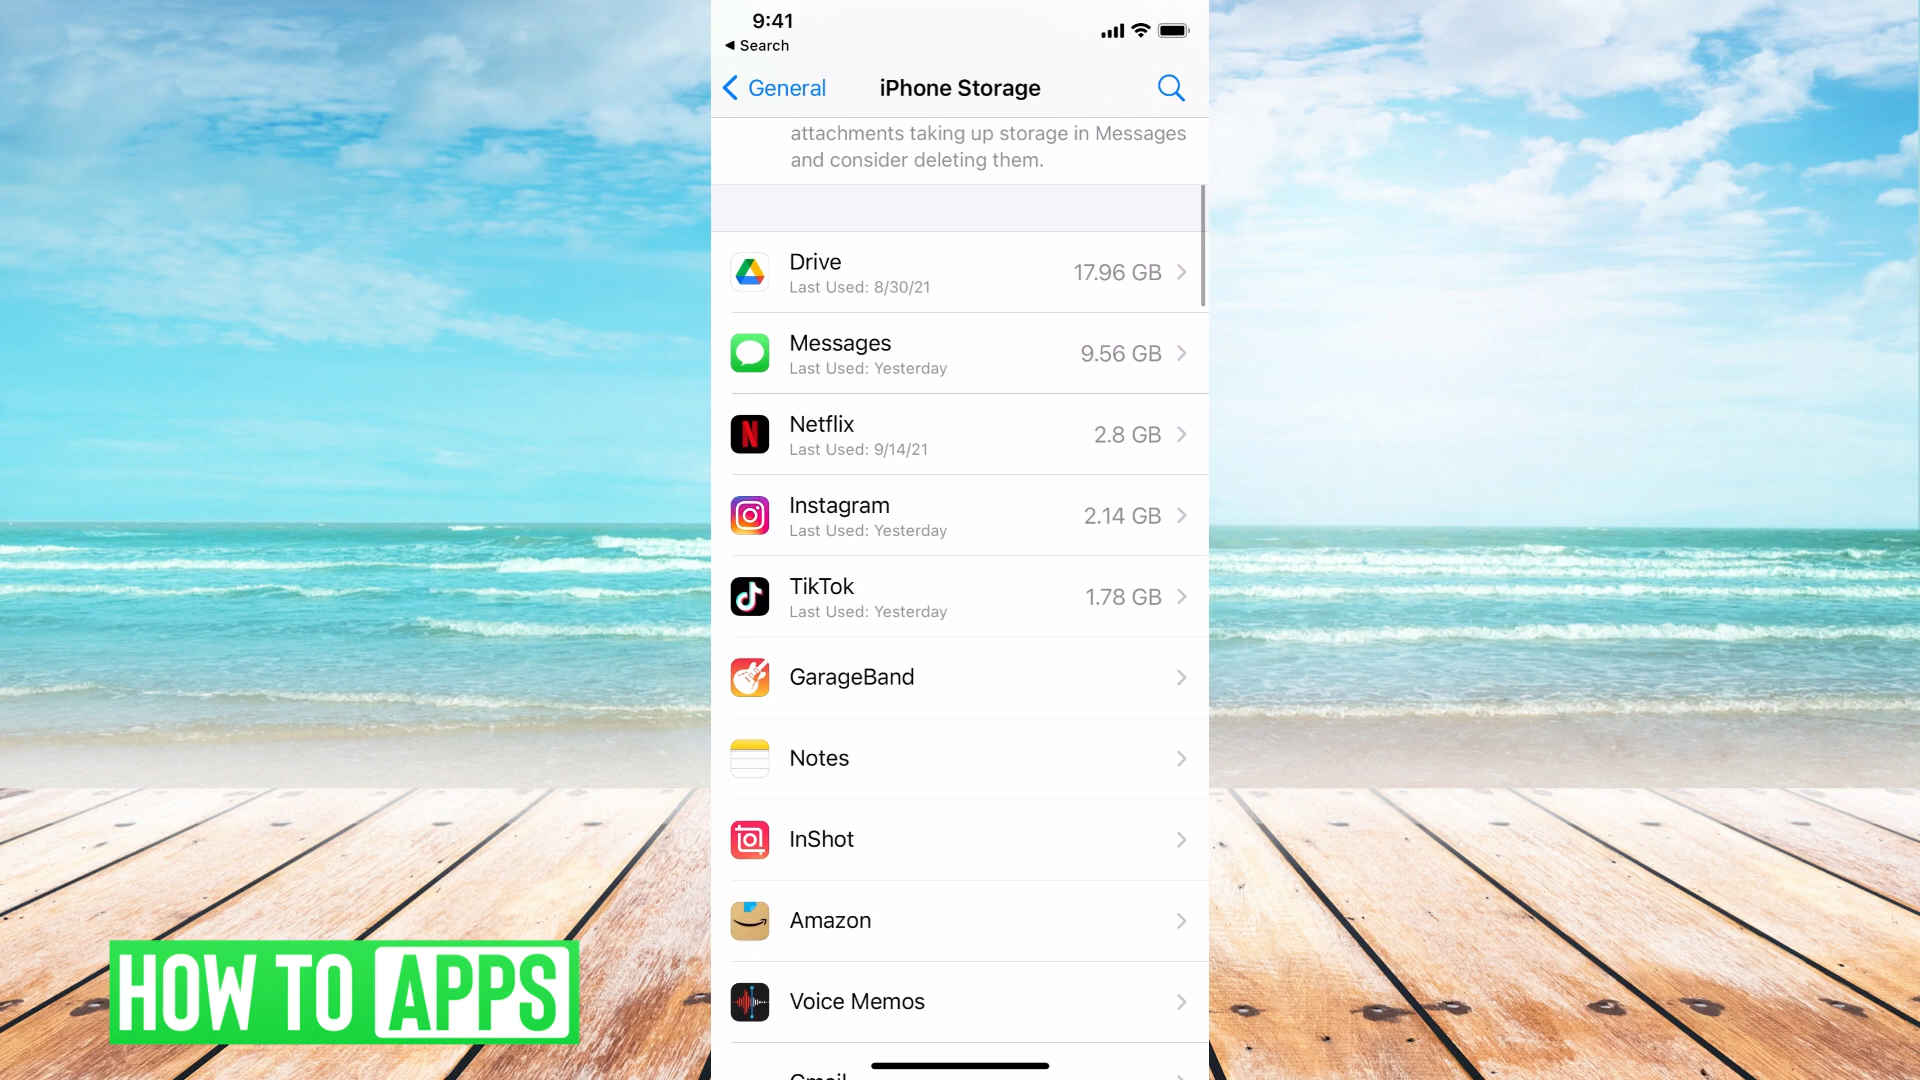 9:41
◀ Search
General
iPhone Storage
attachments taking up storage in Messages
and consider deleting them.
Drive
Last Used: 8/30/21
17.96 GB
Messages
Last Used: Yesterday
9.56 GB
Netflix
Last Used: 9/14/21
2.8 GB
Instagram
Last Used: Yesterday
2.14 GB
TikTok
Last Used: Yesterday
1.78 GB
GarageBand
Notes
InShot
Amazon
Voice Memos
Gmail
HOW TO APPS